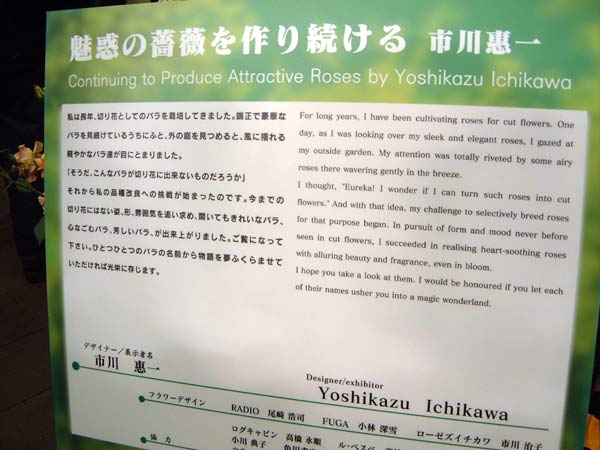 魅惑の薔薇を作り続ける 市川惠一
Continuing to Produce Attractive Roses by Yoshikazu Ichikawa
私は長年、切り花としてのバラを栽培してきました。端正で豪華な
バラを見続けているうちにふと、外の庭を見つめると、風に揺れる
軽やかなバラ達が目にとまりました。
「そうだ、こんなバラが切り花に出来ないものだろうか」
それから私の品種改良への挑戦が始まったのです。今までの
切り花にはない姿、形、雰囲気を追い求め、開いてもきれいなバラ、
心なごむバラ、芳しいバラ、が出来上がりました。ご覧になって
下さい。ひとつひとつのバラの名前から物語を夢ふくらませて
いただければ光栄に存じます。
For long years, I have been cultivating roses for cut flowers. One
day, as I was looking over my sleek and elegant roses, I gazed at
my outside garden. My attention was totally riveted by some airy
roses there wavering gently in the breeze.
I thought, "Eureka! I wonder if I can turn such roses into cut
flowers." And with that idea, my challenge to selectively breed roses
for that purpose began. In pursuit of form and mood never before
seen in cut flowers, I succeeded in realising heart-soothing roses
with alluring beauty and fragrance, even in bloom.
I hope you take a look at them. I would be honoured if you let each
of their names usher you into a magic wonderland.
デザイナー／展示者名
市川 惠一
Designer/exhibitor
Yoshikazu Ichikawa
フラワーデザイン RADIO 尾崎 浩司 FUGA 小林 深雪 ローゼズイチカワ 市川 治子
協力 ログキャビン 高橋 永順 ル・ベスベ
小川 典子